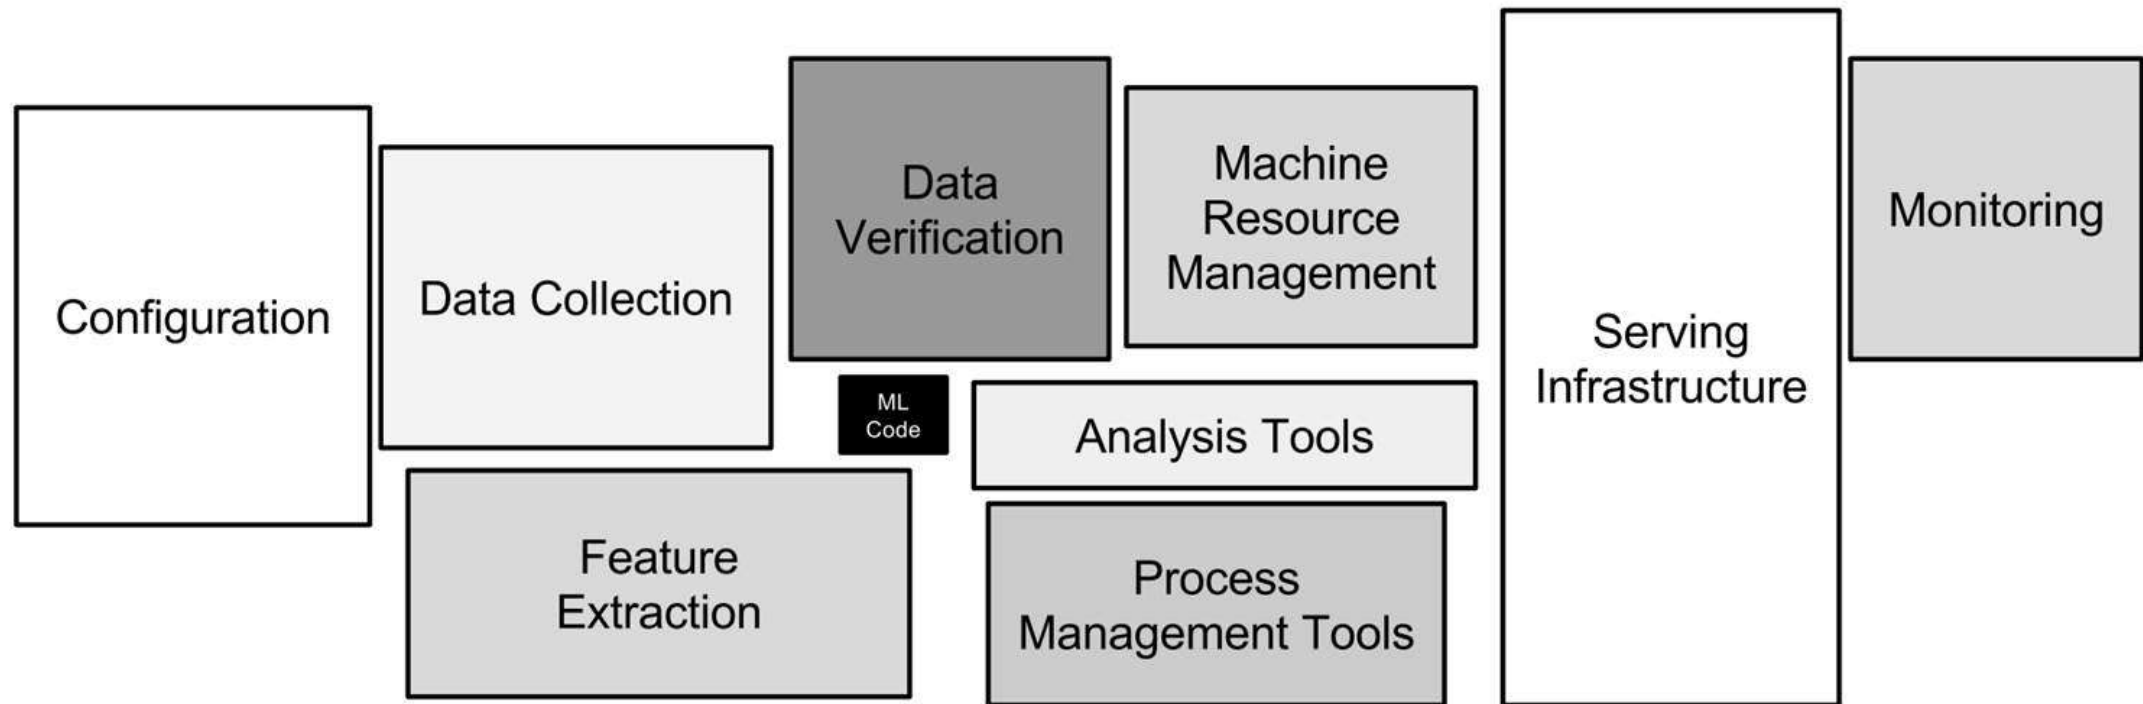 Configuration
Data Collection
Data
Verification
Machine
Resource
Management
Serving
Infrastructure
Monitoring
ML
Code
Analysis Tools
Feature
Extraction
Process
Management Tools